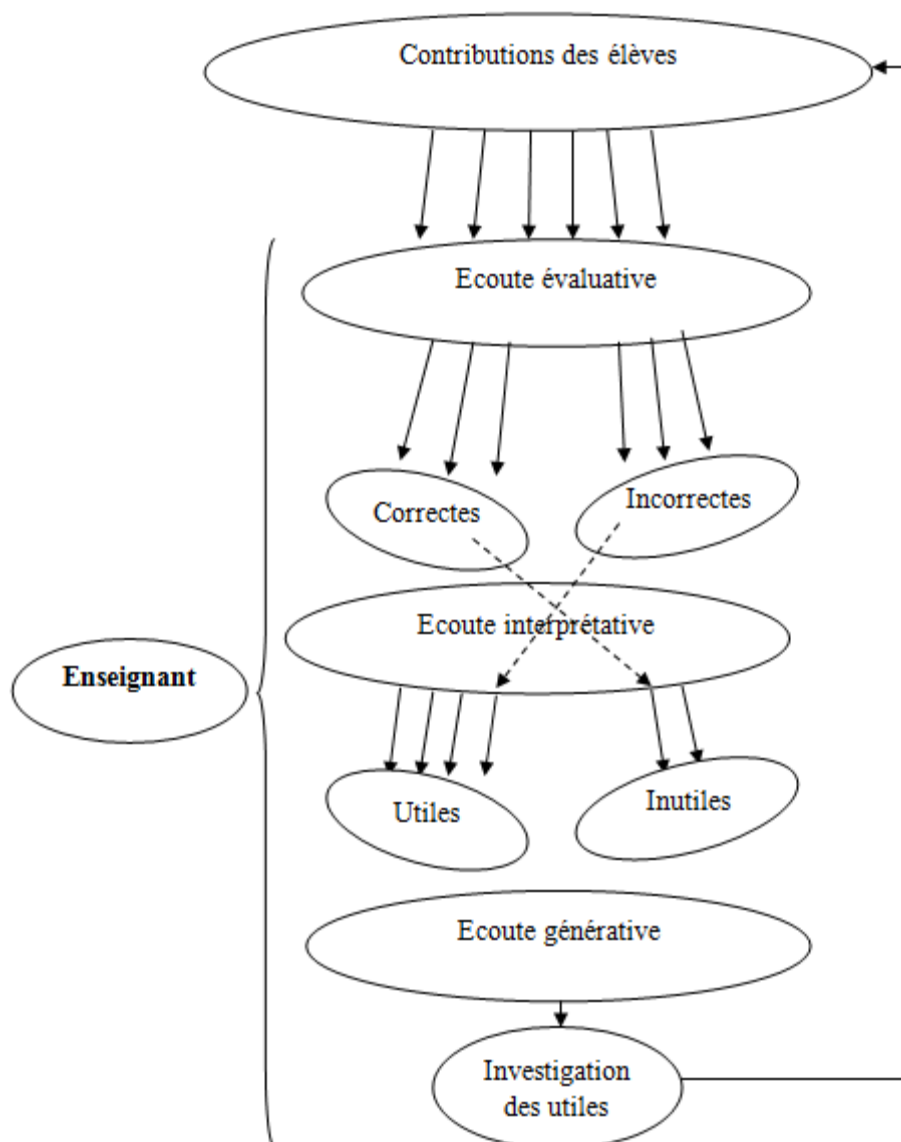 Contributions des élèves
Ecoute évaluative
Correctes
Incorrectes
Ecoute interprétative
Enseignant
Utiles
Inutiles
Ecoute générative
Investigation
des utiles